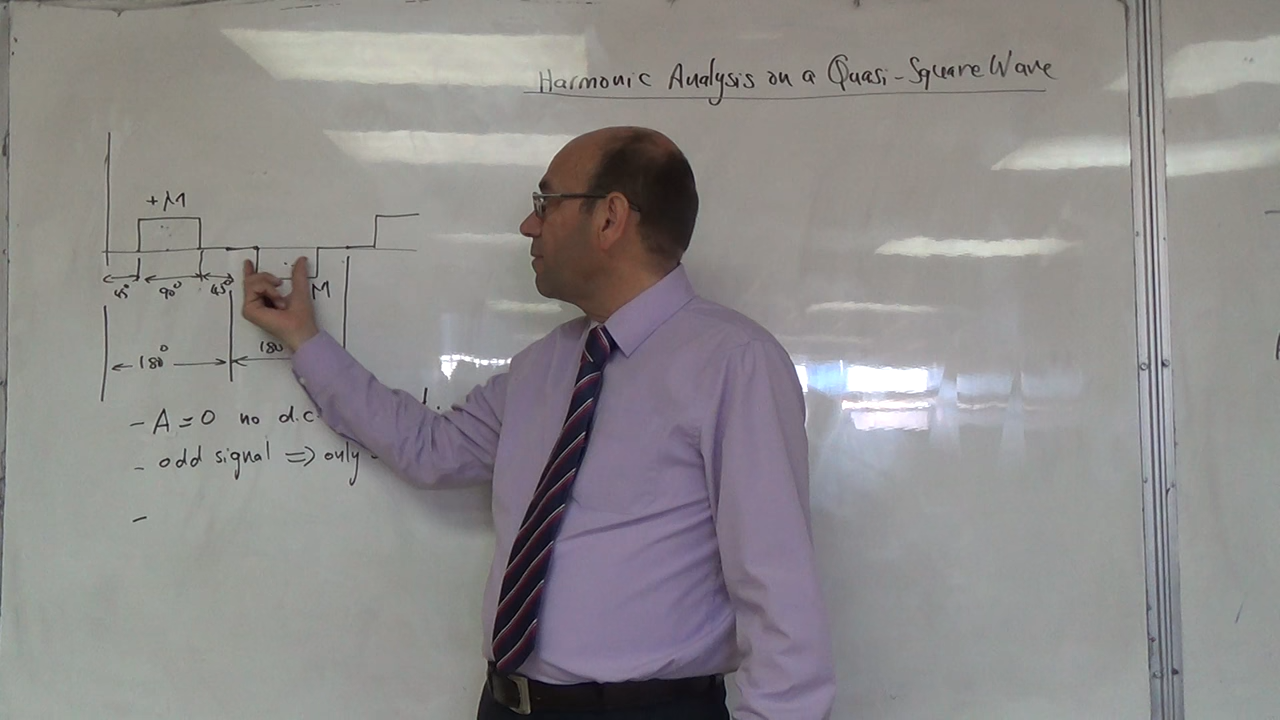 Harmonic Analysis on a Quasi-Square Wave
+M
45° 90° 45°
M
180° 180
- A = 0 no d.c
- odd signal ⇒ only
-